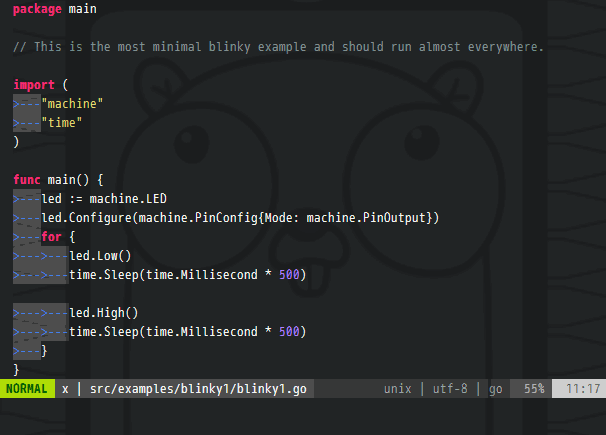 package main

// This is the most minimal blinky example and should run almost everywhere.

import (
>---"machine"
>---"time"
)

func main() {
>---led := machine.LED
>---led.Configure(machine.PinConfig{Mode: machine.PinOutput})
>---for {
>--->---led.Low()
>--->---time.Sleep(time.Millisecond * 500)

>--->---led.High()
>--->---time.Sleep(time.Millisecond * 500)
>---}
}
NORMAL x | src/examples/blinky1/blinky1.go unix | utf-8 | go 55% 11:17